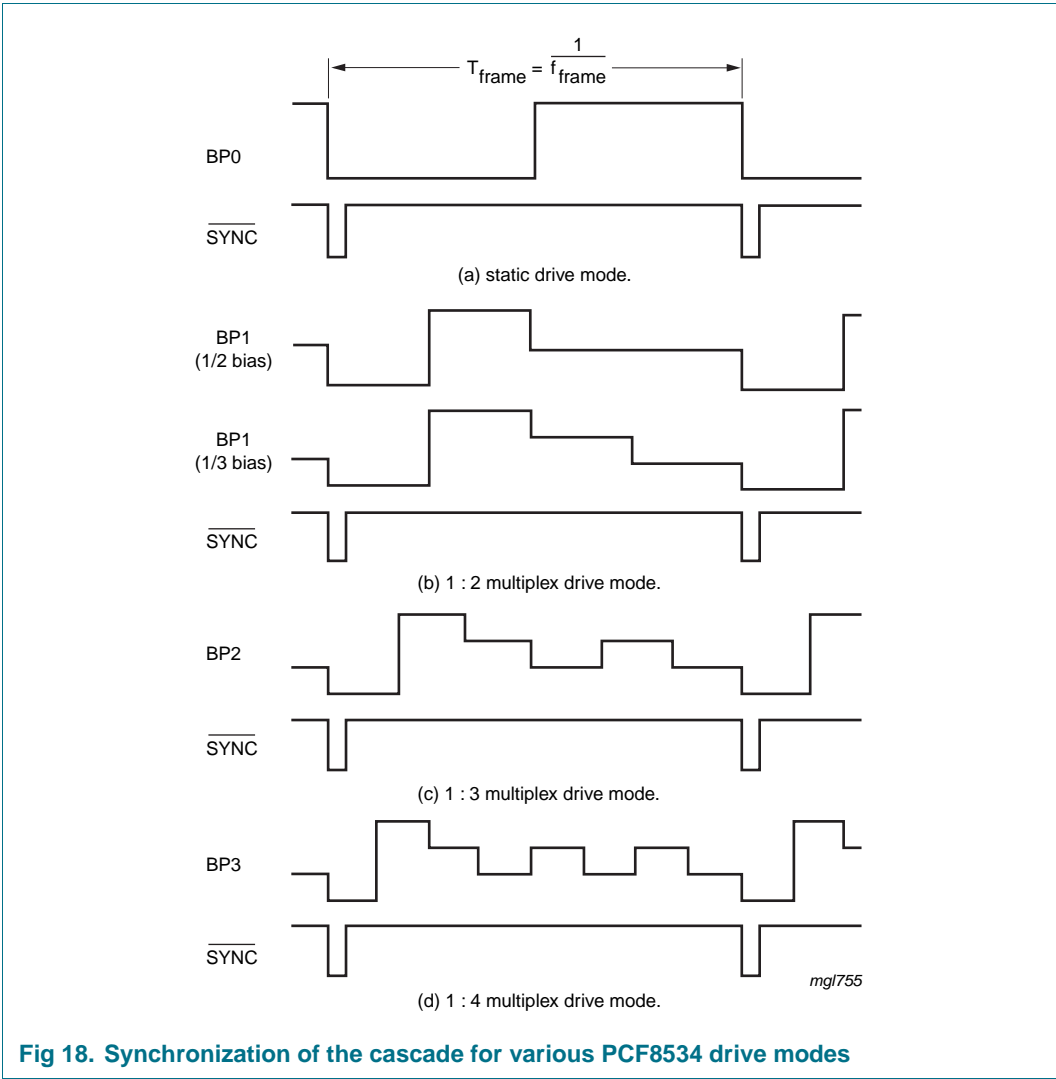 T frame = 1 / f frame
BP0
SYNC
(a) static drive mode.
BP1
(1/2 bias)
BP1
(1/3 bias)
SYNC
(b) 1 : 2 multiplex drive mode.
BP2
SYNC
(c) 1 : 3 multiplex drive mode.
BP3
SYNC
mgl755
(d) 1 : 4 multiplex drive mode.
Fig 18. Synchronization of the cascade for various PCF8534 drive modes